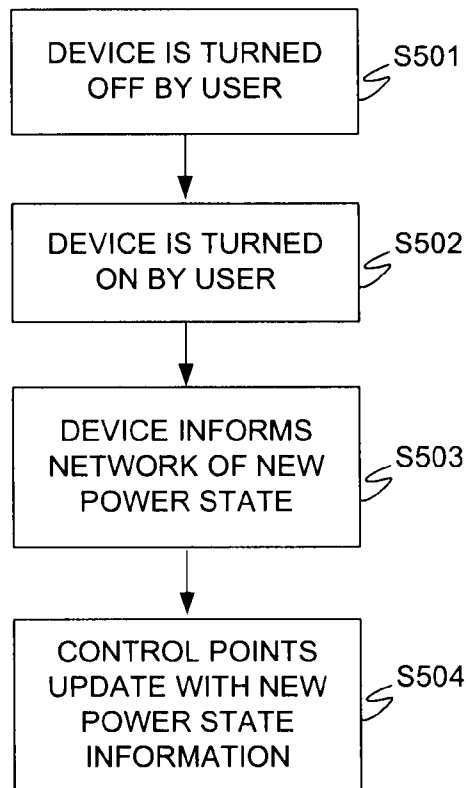 DEVICE IS TURNED
OFF BY USER
S501
DEVICE IS TURNED
ON BY USER
S502
DEVICE INFORMS
NETWORK OF NEW
POWER STATE
S503
CONTROL POINTS
UPDATE WITH NEW
POWER STATE
INFORMATION
S504